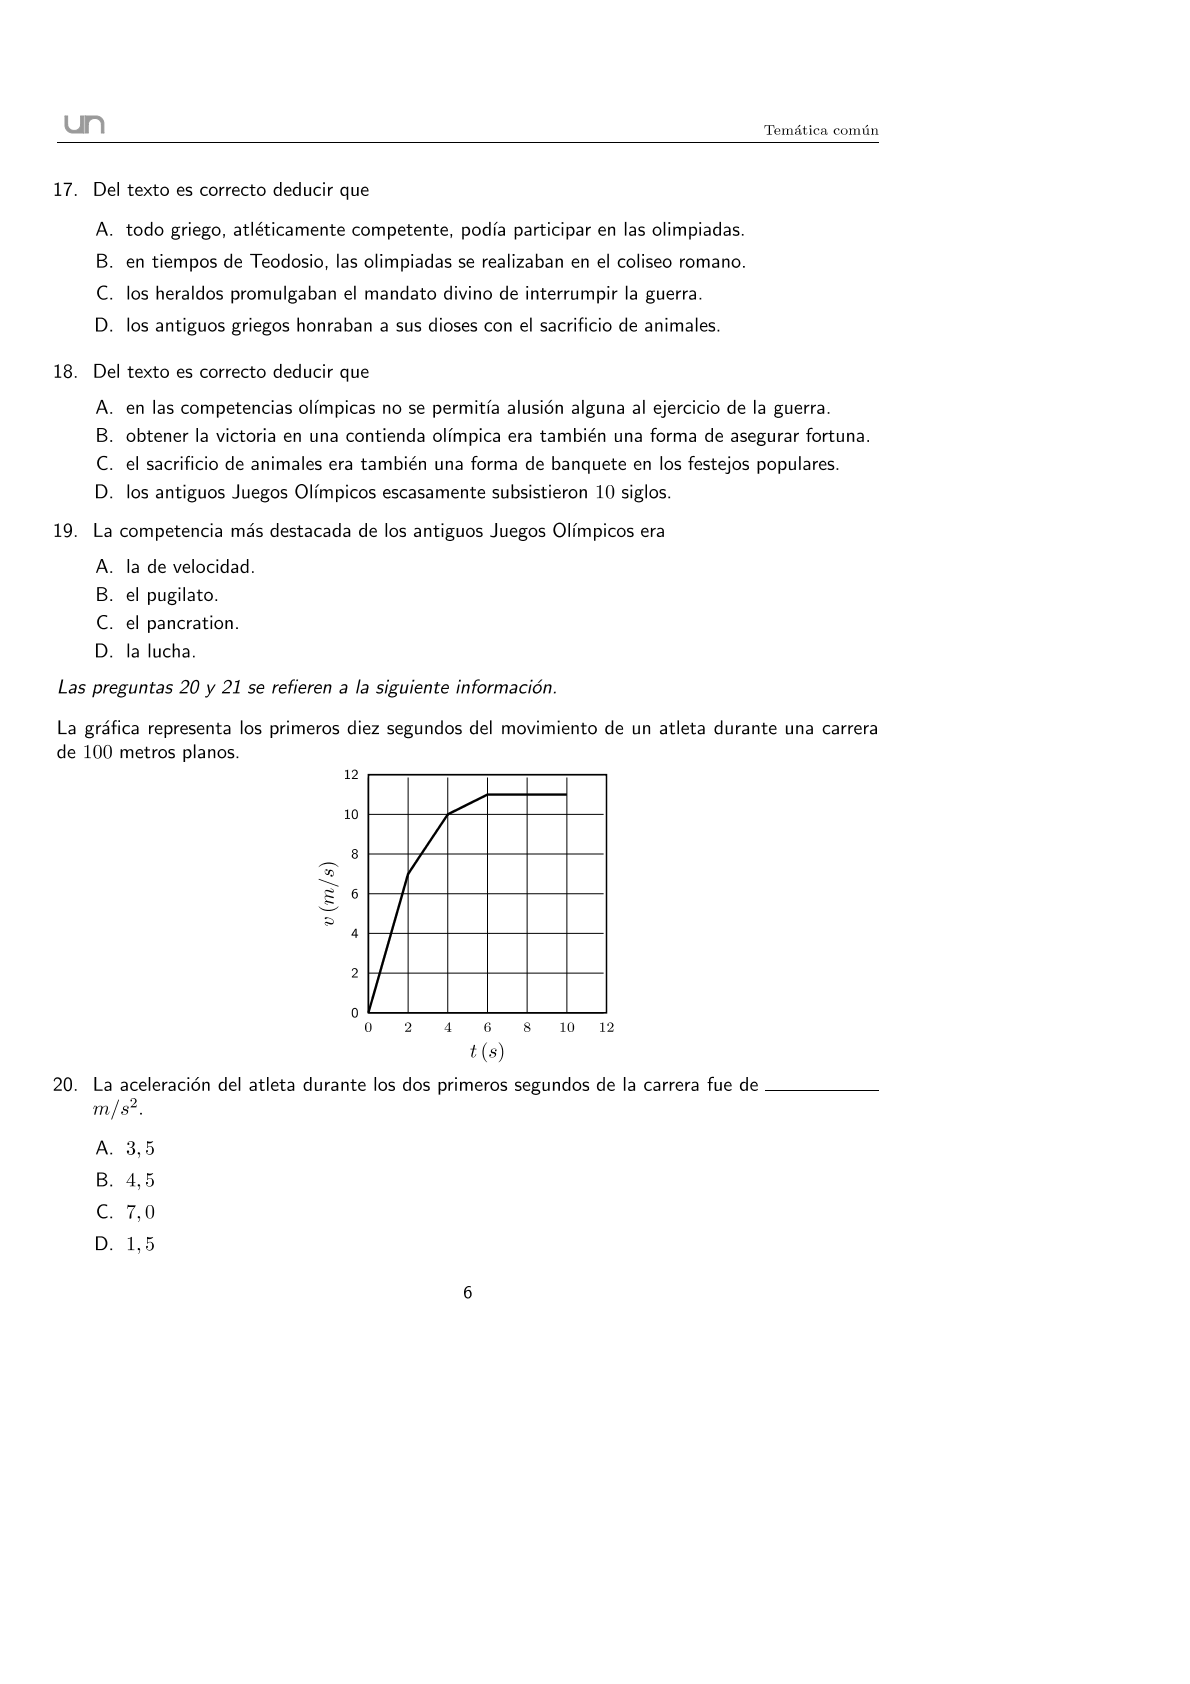 un
Temática común
17. Del texto es correcto deducir que
A. todo griego, atléticamente competente, podía participar en las olimpiadas.
B. en tiempos de Teodosio, las olimpiadas se realizaban en el coliseo romano.
C. los heraldos promulgaban el mandato divino de interrumpir la guerra.
D. los antiguos griegos honraban a sus dioses con el sacrificio de animales.
18. Del texto es correcto deducir que
A. en las competencias olímpicas no se permitía alusión alguna al ejercicio de la guerra.
B. obtener la victoria en una contienda olímpica era también una forma de asegurar fortuna.
C. el sacrificio de animales era también una forma de banquete en los festejos populares.
D. los antiguos Juegos Olímpicos escasamente subsistieron 10 siglos.
19. La competencia más destacada de los antiguos Juegos Olímpicos era
A. la de velocidad.
B. el pugilato.
C. el pancration.
D. la lucha.
Las preguntas 20 y 21 se refieren a la siguiente información.
La gráfica representa los primeros diez segundos del movimiento de un atleta durante una carrera
de 100 metros planos.
12
10
8
6
4
2
0
v (m/s)
0 2 4 6 8 10 12
t (s)
20. La aceleración del atleta durante los dos primeros segundos de la carrera fue de ___________
m/s².
A. 3, 5
B. 4, 5
C. 7, 0
D. 1, 5
6